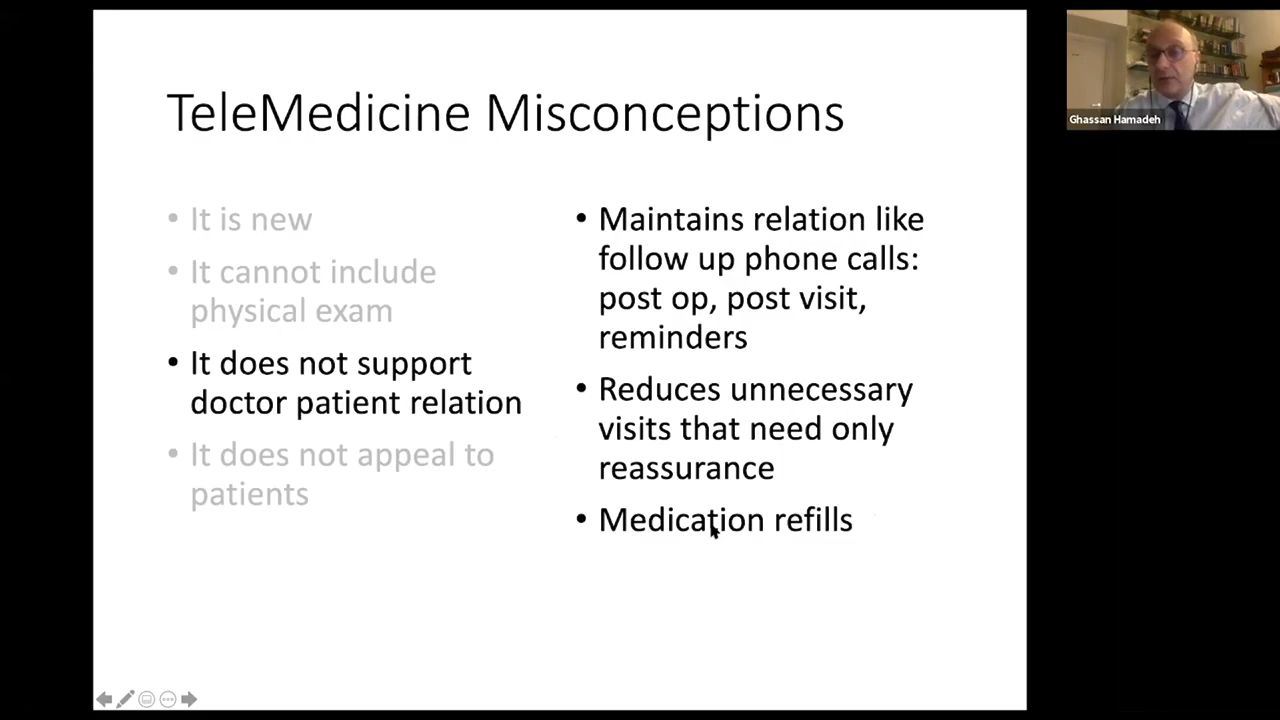 TeleMedicine Misconceptions
• It is new
• It cannot include
physical exam
• It does not support
doctor patient relation
• It does not appeal to
patients
• Maintains relation like
follow up phone calls:
post op, post visit,
reminders
• Reduces unnecessary
visits that need only
reassurance
• Medication refills
Ghassan Hamadeh